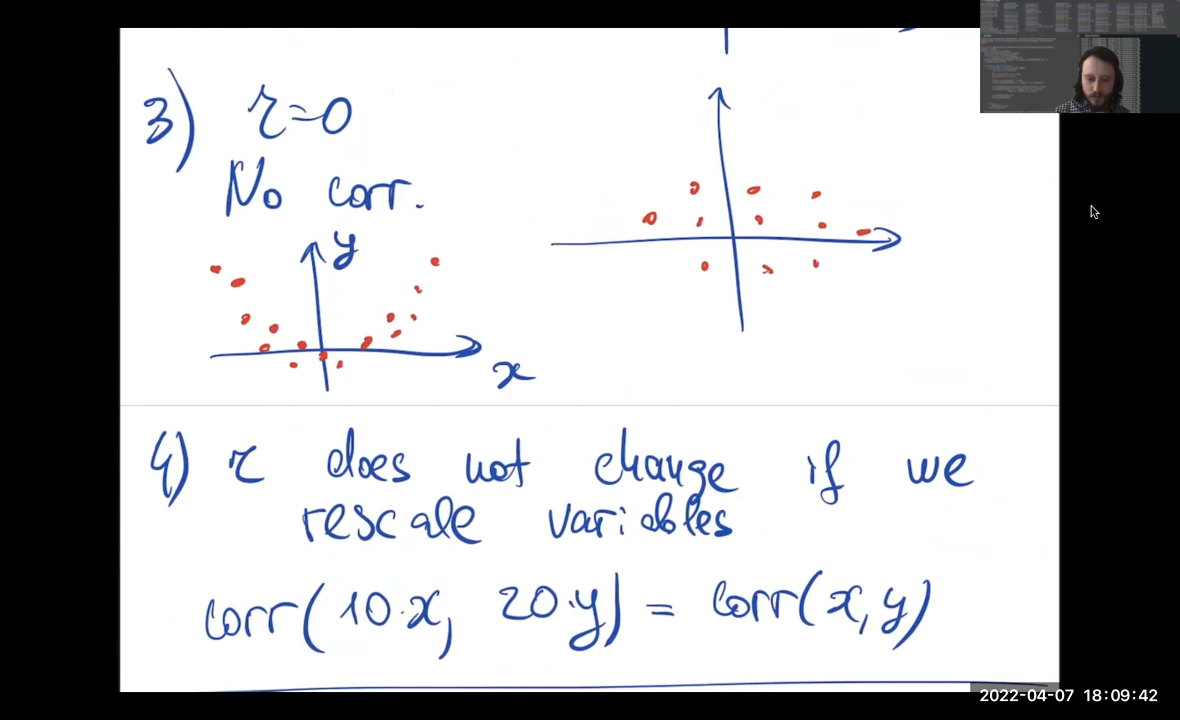 3) r=0
No corr.
y
x
4) r does not change if we
rescale variables
corr(10·x, 20·y) = corr(x,y)
2022-04-07 18:09:42